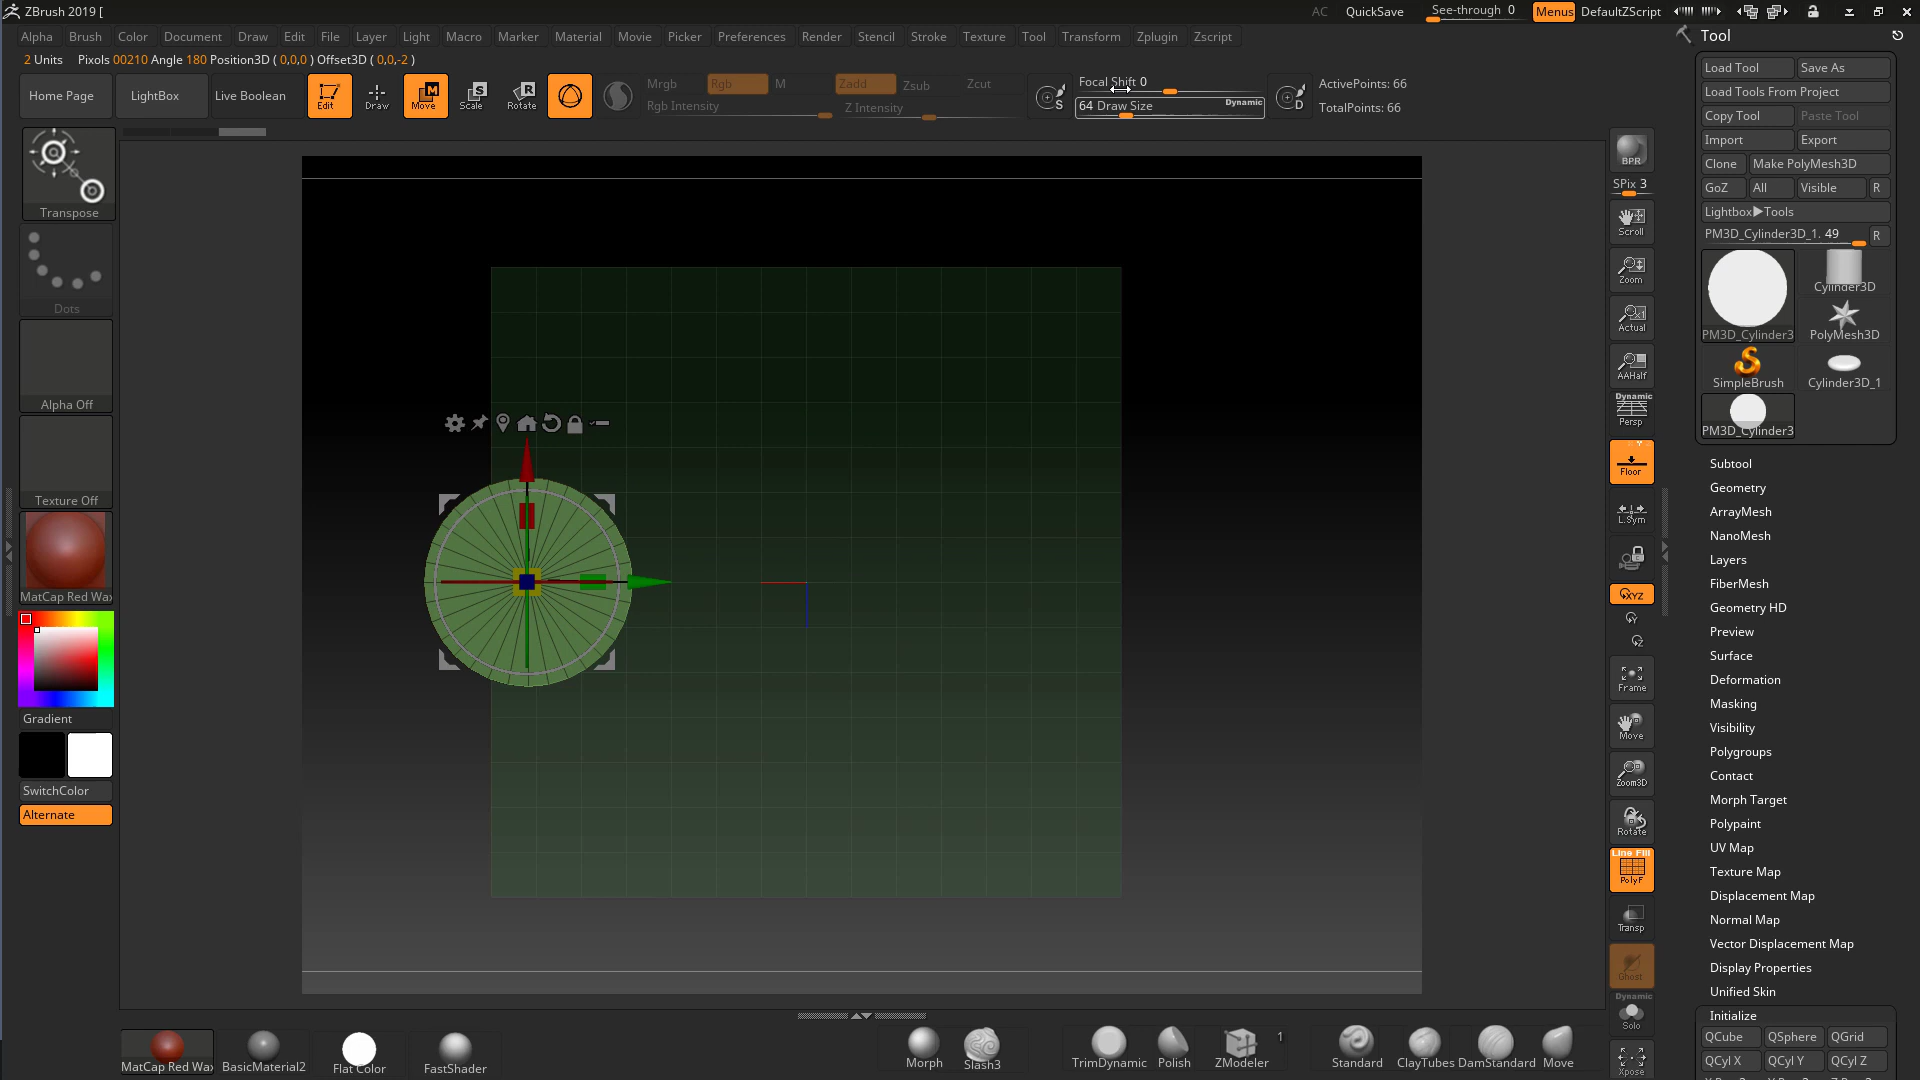 ZBrush 2019 [
AC QuickSave See-through 0 Menus DefaultZScript
Alpha Brush Color Document Draw Edit File Layer Light Macro Marker Material Movie Picker Preferences Render Stencil Stroke Texture Tool Transform Zplugin Zscript
2 Units Pixols 00210 Angle 180 Position3D ( 0,0,0 ) Offset3D ( 0,0,-2 )
Home Page LightBox Live Boolean Edit Draw Move Scale Rotate
Mrgb Rgb M Zadd Zsub Zcut
Rgb Intensity Z Intensity
Focal Shift 0
64 Draw Size Dynamic
S D
ActivePoints: 66
TotalPoints: 66
Transpose
Dots
Alpha Off
Texture Off
MatCap Red Wax
Gradient
SwitchColor
Alternate
BPR
SPix 3
Scroll
Zoom
Actual
AAHalf
Dynamic
Persp
Floor
L.Sym
XYZ
Y
Z
Frame
Move
Zoom3D
Rotate
Line Fill
PolyF
Transp
Ghost
Dynamic
Solo
Xpose
Tool
Load Tool Save As
Load Tools From Project
Copy Tool Paste Tool
Import Export
Clone Make PolyMesh3D
GoZ All Visible R
Lightbox▶Tools
PM3D_Cylinder3D_1. 49 R
Cylinder3D
PM3D_Cylinder3 PolyMesh3D
SimpleBrush Cylinder3D_1
PM3D_Cylinder3
Subtool
Geometry
ArrayMesh
NanoMesh
Layers
FiberMesh
Geometry HD
Preview
Surface
Deformation
Masking
Visibility
Polygroups
Contact
Morph Target
Polypaint
UV Map
Texture Map
Displacement Map
Normal Map
Vector Displacement Map
Display Properties
Unified Skin
Initialize
QCube QSphere QGrid
QCyl X QCyl Y QCyl Z
MatCap Red Wax BasicMaterial2 Flat Color FastShader
Morph Slash3 TrimDynamic Polish ZModeler 1 Standard ClayTubes DamStandard Move